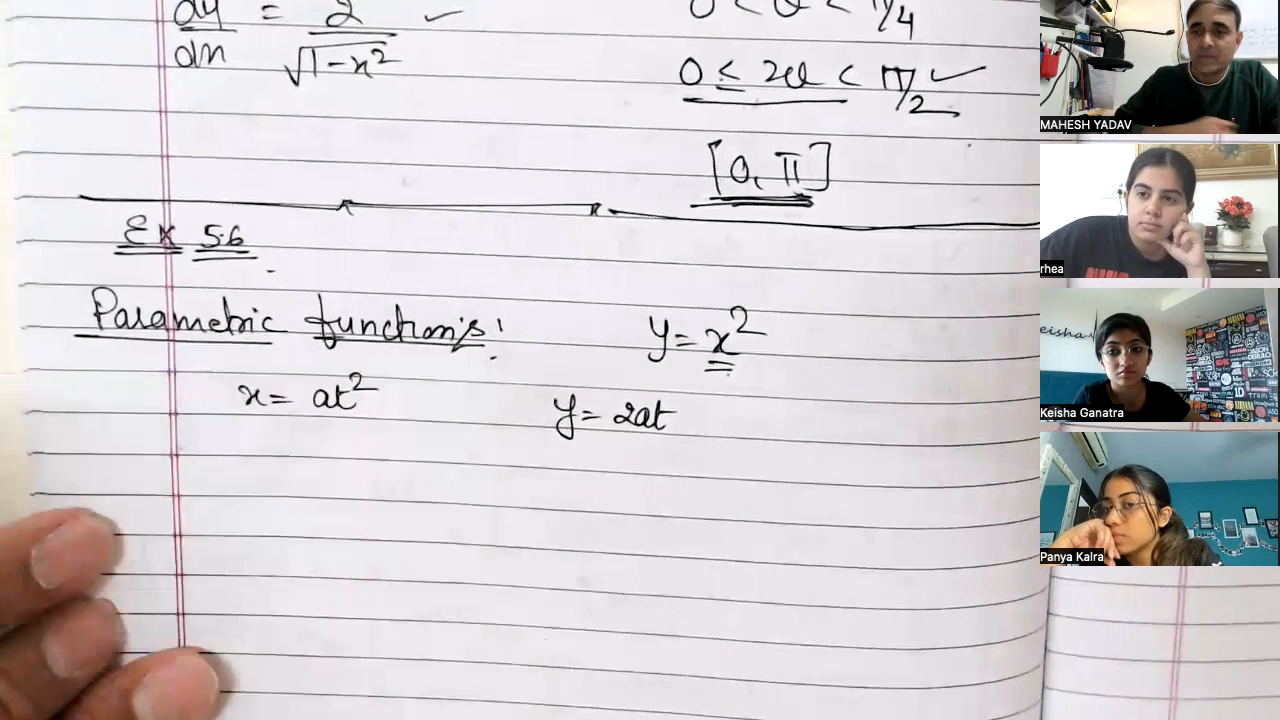 dy/dx = 2/√1-x² ✓
0 < θ < π/4
0 ≤ 2θ < π/2 ✓
[0, π]
Ex 5.6
Parametric functions:
y = x²
x = at²
y = 2at
MAHESH YADAV
rhea
Keisha Ganatra
Panya Kalra
eisha